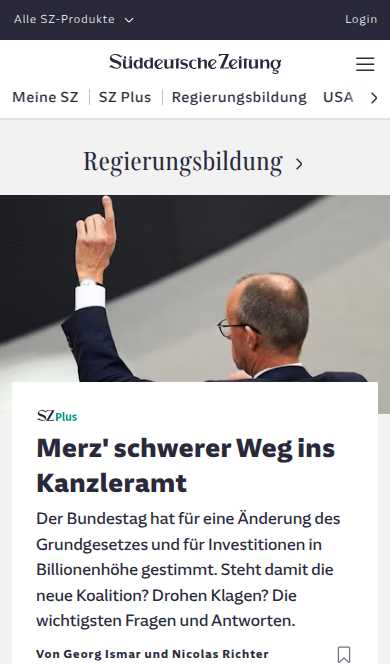 Alle SZ-Produkte
Login
Süddeutsche Zeitung
Meine SZ
SZ Plus
Regierungsbildung
USA
Regierungsbildung
SZ Plus
Merz' schwerer Weg ins
Kanzleramt
Der Bundestag hat für eine Änderung des
Grundgesetzes und für Investitionen in
Billionenhöhe gestimmt. Steht damit die
neue Koalition? Drohen Klagen? Die
wichtigsten Fragen und Antworten.
Von Georg Ismar und Nicolas Richter